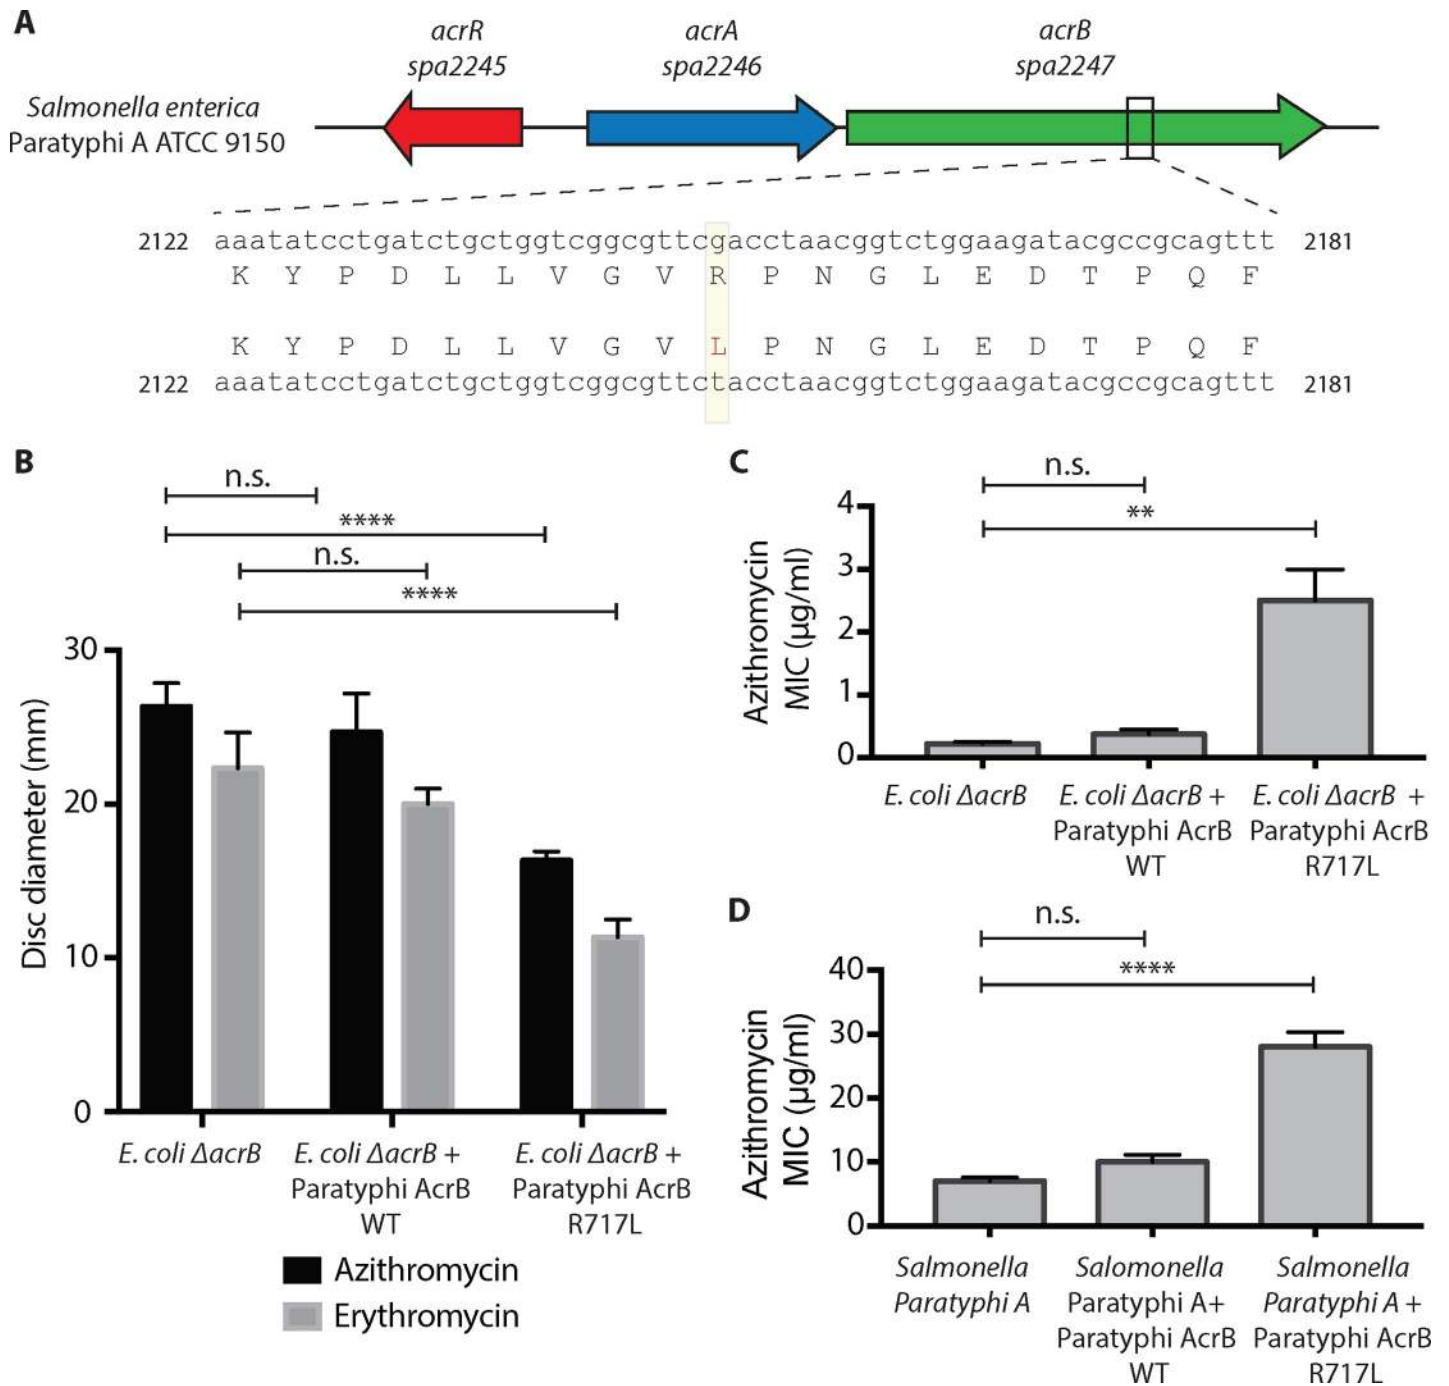 A
acrR
spa2245
acrA
spa2246
acrB
spa2247
Salmonella enterica
Paratyphi A ATCC 9150
2122 aaatatcctgatctgctggtcggcgttcgacctaacggtctggaagatacgccgcagttt 2181
K Y P D L L V G V R P N G L E D T P Q F
K Y P D L L V G V L P N G L E D T P Q F
2122 aaatatcctgatctgctggtcggcgttctacctaacggtctggaagatacgccgcagttt 2181
B
n.s.
****
n.s.
****
Disc diameter (mm)
30
20
10
0
E. coli ΔacrB
E. coli ΔacrB +
Paratyphi AcrB
WT
E. coli ΔacrB +
Paratyphi AcrB
R717L
Azithromycin
Erythromycin
C
n.s.
**
Azithromycin
MIC (µg/ml)
4
3
2
1
0
E. coli ΔacrB
E. coli ΔacrB +
Paratyphi AcrB
WT
E. coli ΔacrB +
Paratyphi AcrB
R717L
D
n.s.
****
Azithromycin
MIC (µg/ml)
40
30
20
10
0
Salmonella
Paratyphi A
Salomonella
Paratyphi A+
Paratyphi AcrB
WT
Salmonella
Paratyphi A +
Paratyphi AcrB
R717L